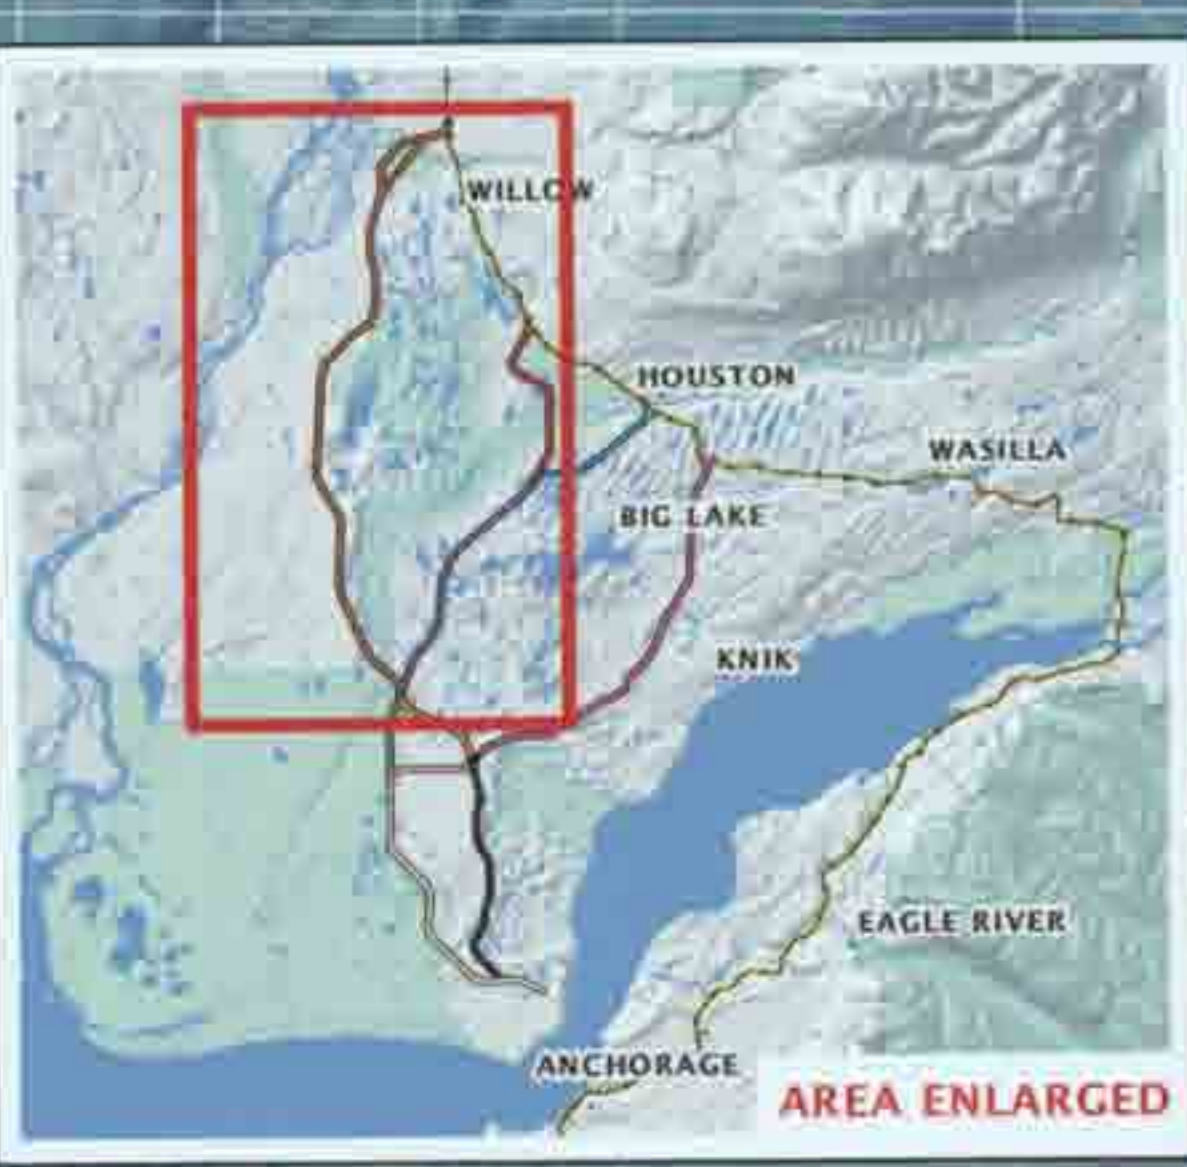 WILLOW
HOUSTON
WASILLA
BIG LAKE
KNIK
EAGLE RIVER
ANCHORAGE
AREA ENLARGED